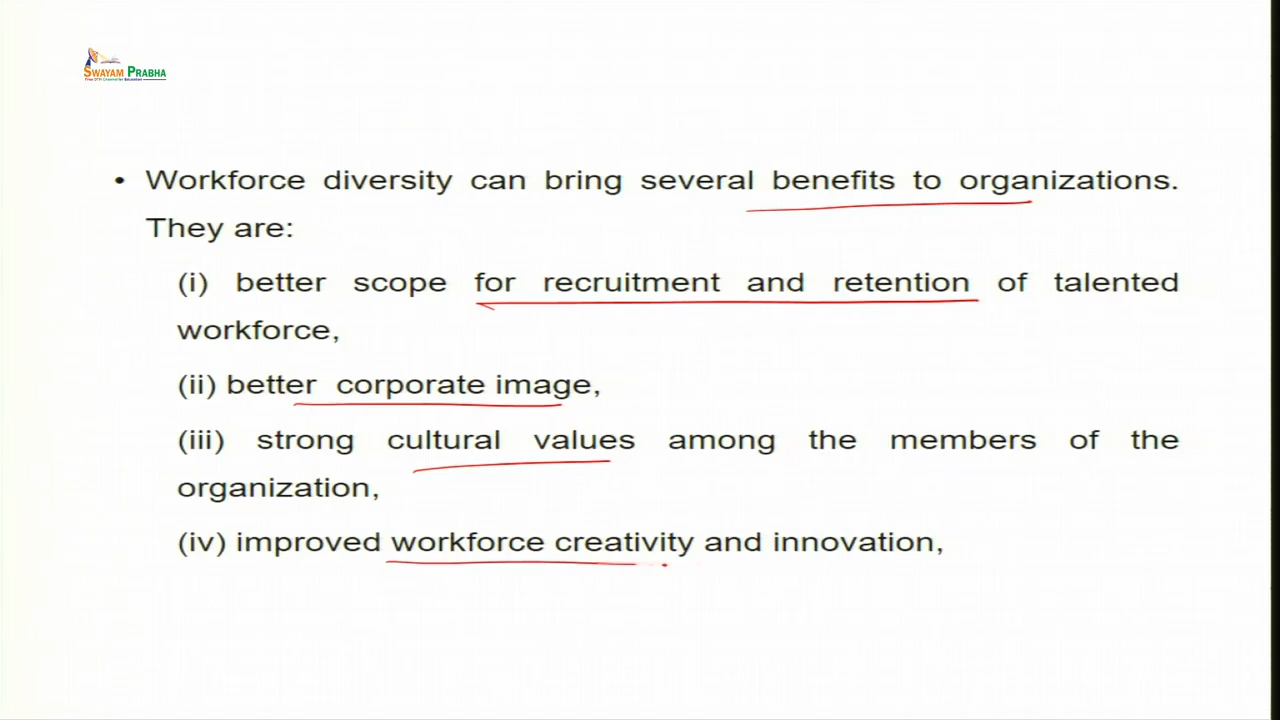 SWAYAM PRABHA
• Workforce diversity can bring several benefits to organizations.
They are:
(i) better scope for recruitment and retention of talented
workforce,
(ii) better corporate image,
(iii) strong cultural values among the members of the
organization,
(iv) improved workforce creativity and innovation,